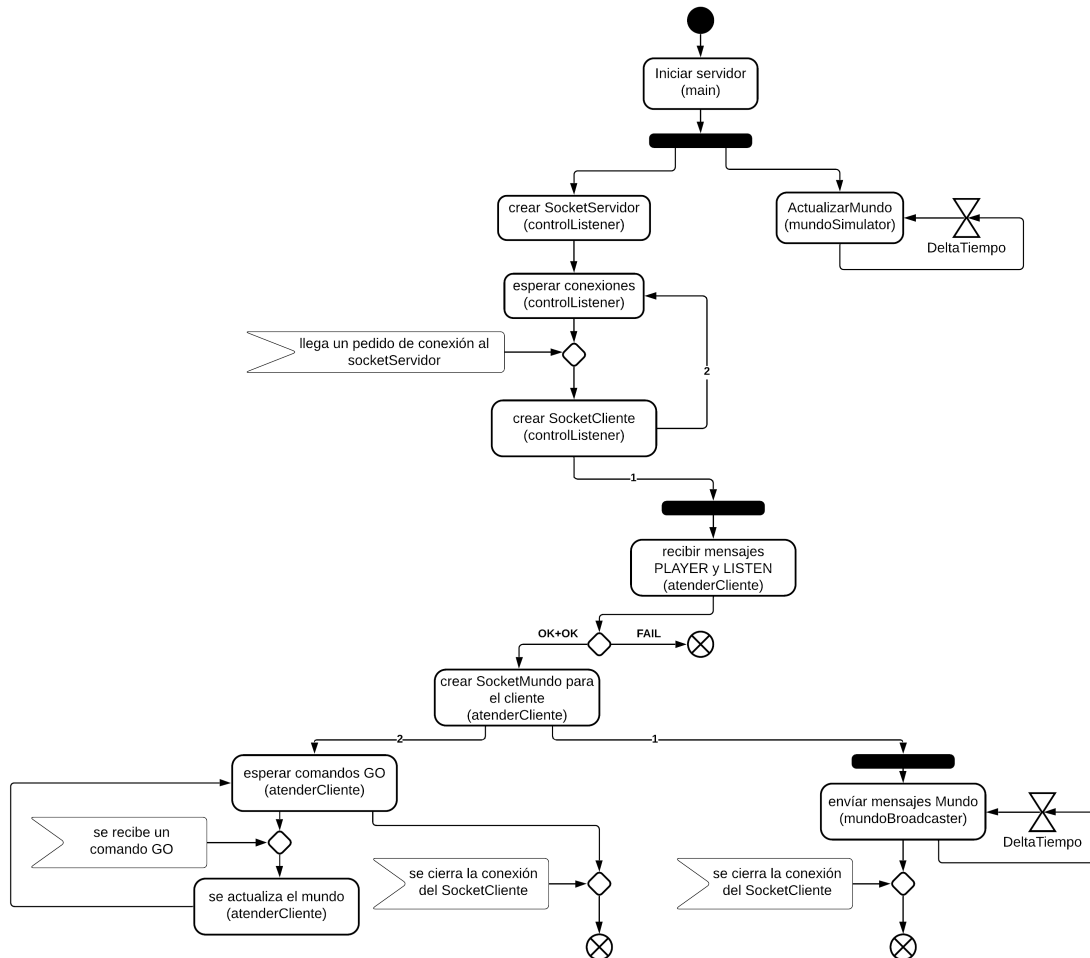 Iniciar servidor
(main)
crear SocketServidor
(controlListener)
ActualizarMundo
(mundoSimulator)
DeltaTiempo
esperar conexiones
(controlListener)
llega un pedido de conexión al
socketServidor
2
crear SocketCliente
(controlListener)
1
recibir mensajes
PLAYER y LISTEN
(atenderCliente)
OK+OK
FAIL
crear SocketMundo para
el cliente
(atenderCliente)
2
1
esperar comandos GO
(atenderCliente)
envíar mensajes Mundo
(mundoBroadcaster)
DeltaTiempo
se recibe un
comando GO
se cierra la conexión
del SocketCliente
se cierra la conexión
del SocketCliente
se actualiza el mundo
(atenderCliente)